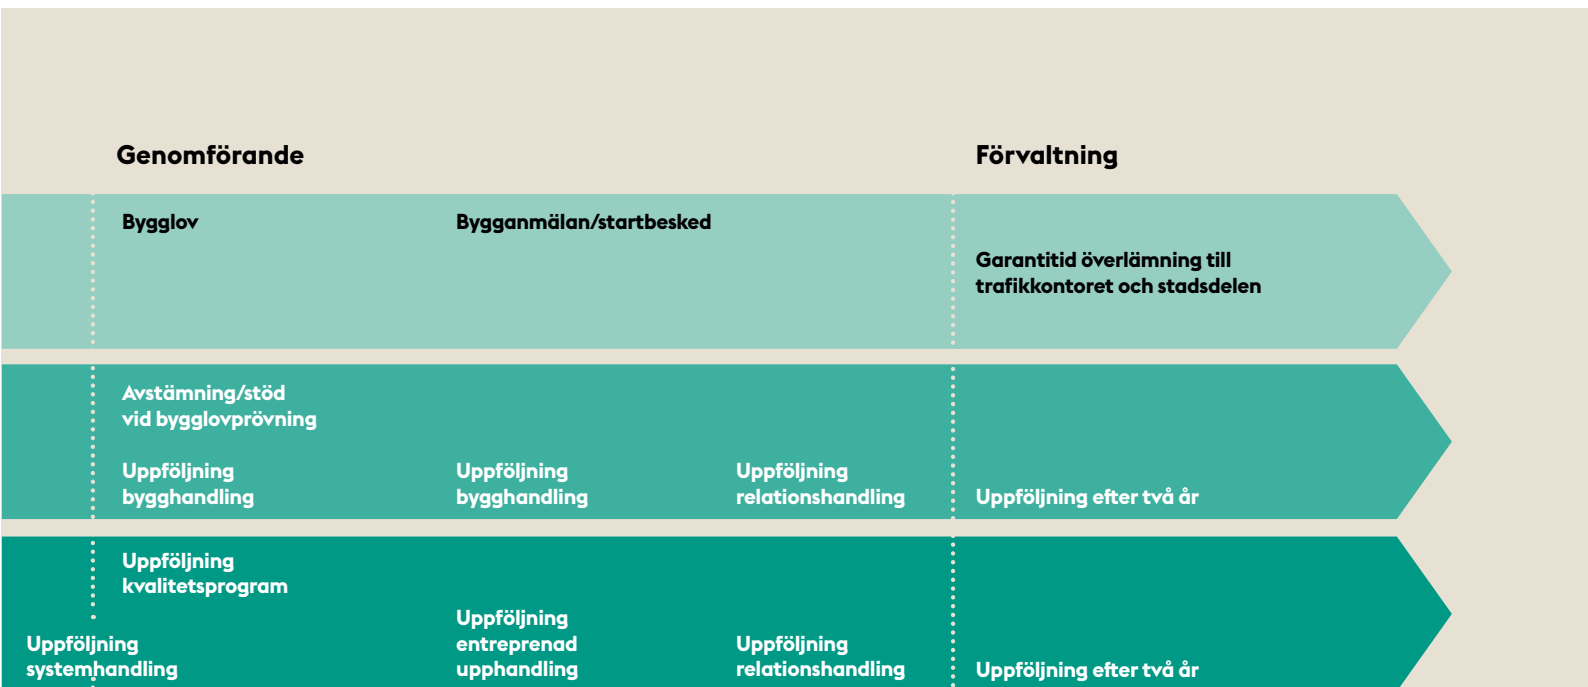 Genomförande
Förvaltning
Bygglov
Bygganmälan/startbesked
Garantitid överlämning till
trafikkontoret och stadsdelen
Avstämning/stöd
vid bygglovprövning
Uppföljning
bygghandling
Uppföljning
bygghandling
Uppföljning
relationshandling
Uppföljning efter två år
Uppföljning
kvalitetsprogram
Uppföljning
systemhandling
Uppföljning
entreprenad
upphandling
Uppföljning
relationshandling
Uppföljning efter två år